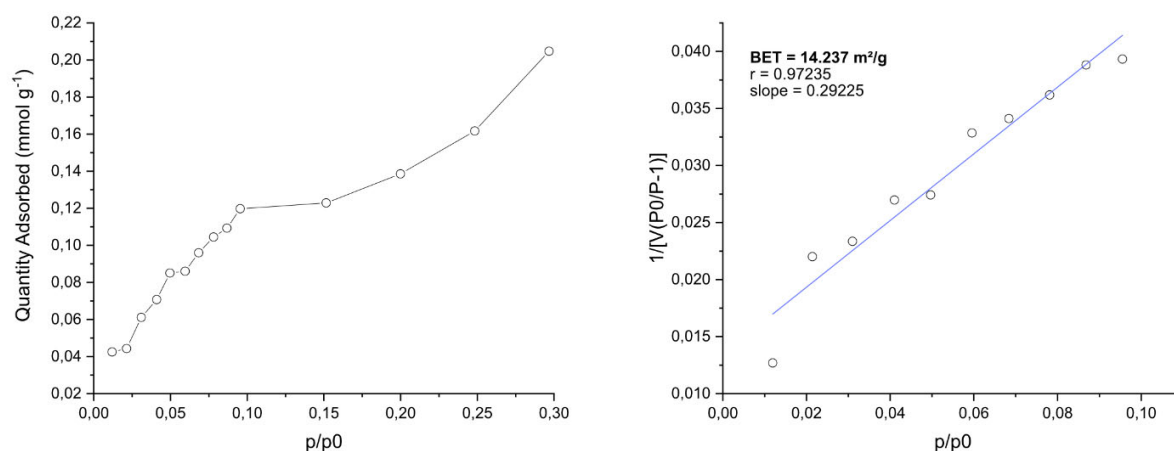 0,22
0,20
0,18
0,16
0,14
0,12
0,10
0,08
0,06
0,04
0,02
Quantity Adsorbed (mmol g⁻¹)
0,00 0,05 0,10 0,15 0,20 0,25 0,30
p/p0
BET = 14.237 m²/g
r = 0.97235
slope = 0.29225
0,040
0,035
0,030
0,025
0,020
0,015
0,010
1/[V(P0/P-1)]
0,00 0,02 0,04 0,06 0,08 0,10
p/p0